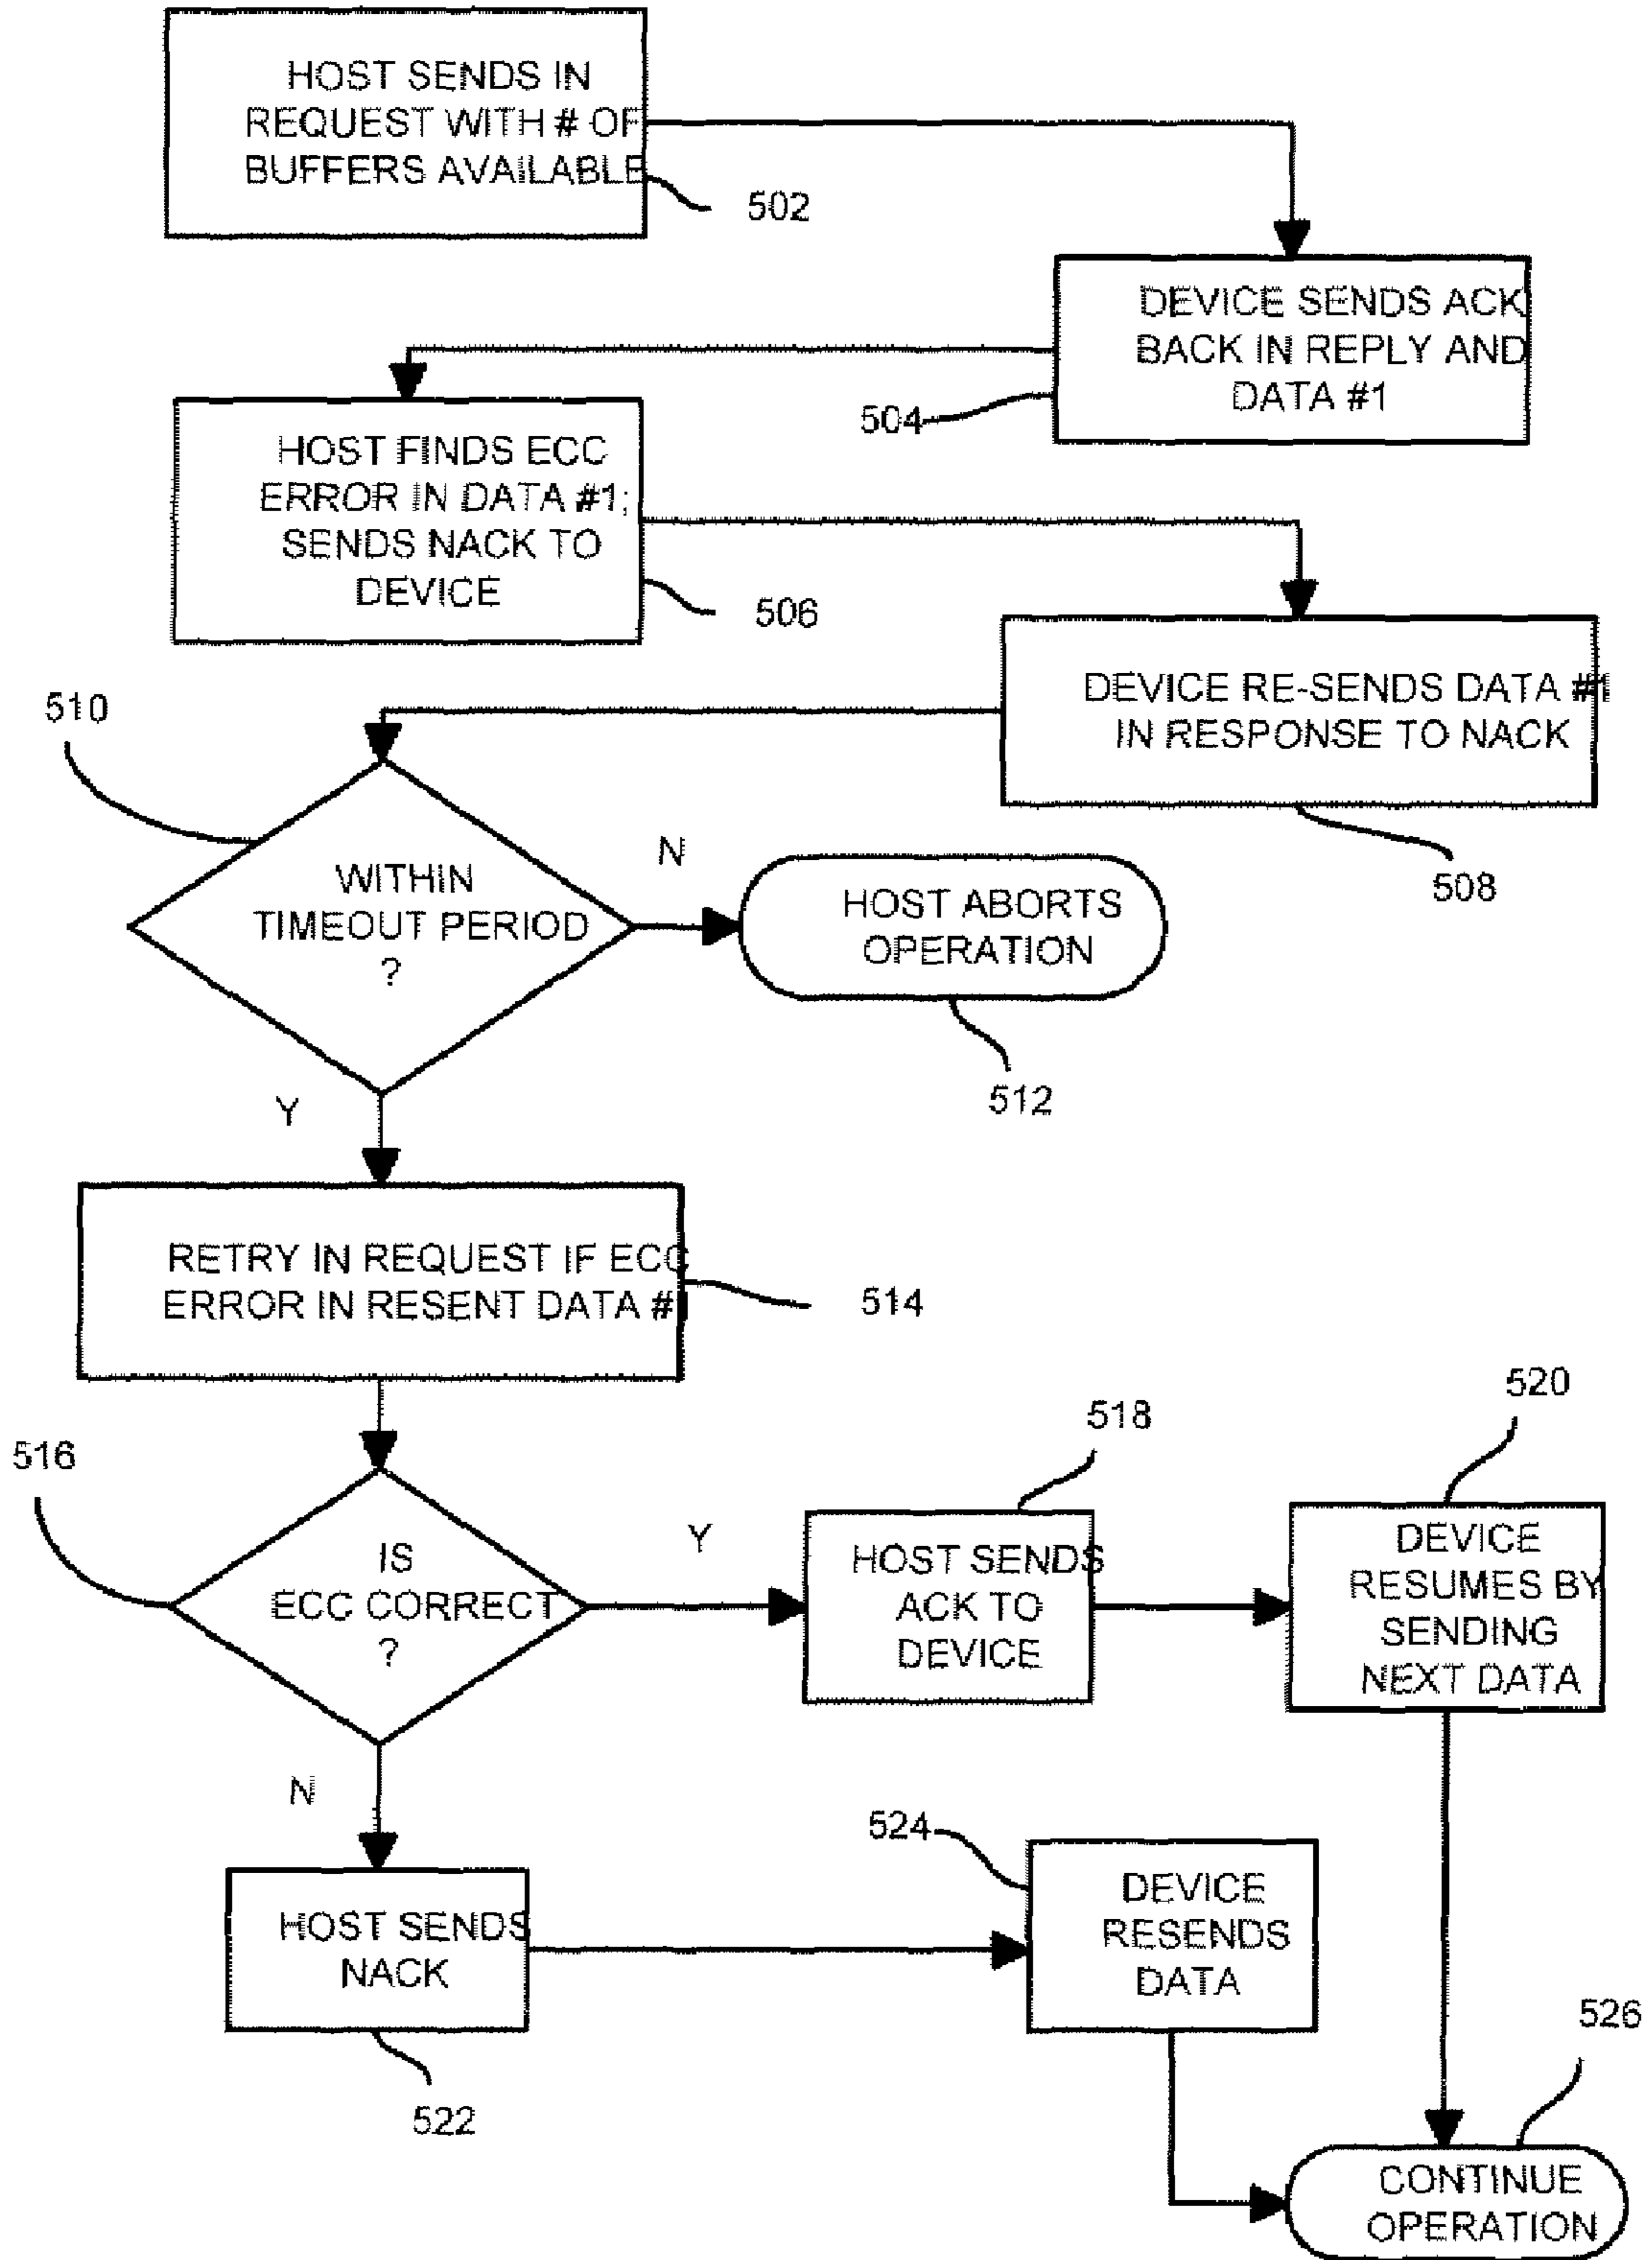 HOST SENDS IN
REQUEST WITH # OF
BUFFERS AVAILABLE
502
DEVICE SENDS ACK
BACK IN REPLY AND
DATA #1
504
HOST FINDS ECC
ERROR IN DATA #1;
SENDS NACK TO
DEVICE
506
DEVICE RE-SENDS DATA #1
IN RESPONSE TO NACK
508
510
WITHIN
TIMEOUT PERIOD
?
N
HOST ABORTS
OPERATION
512
Y
RETRY IN REQUEST IF ECC
ERROR IN RESENT DATA #1
514
516
IS
ECC CORRECT
?
Y
518
HOST SENDS
ACK TO
DEVICE
520
DEVICE
RESUMES BY
SENDING
NEXT DATA
N
HOST SENDS
NACK
522
524
DEVICE
RESENDS
DATA
526
CONTINUE
OPERATION